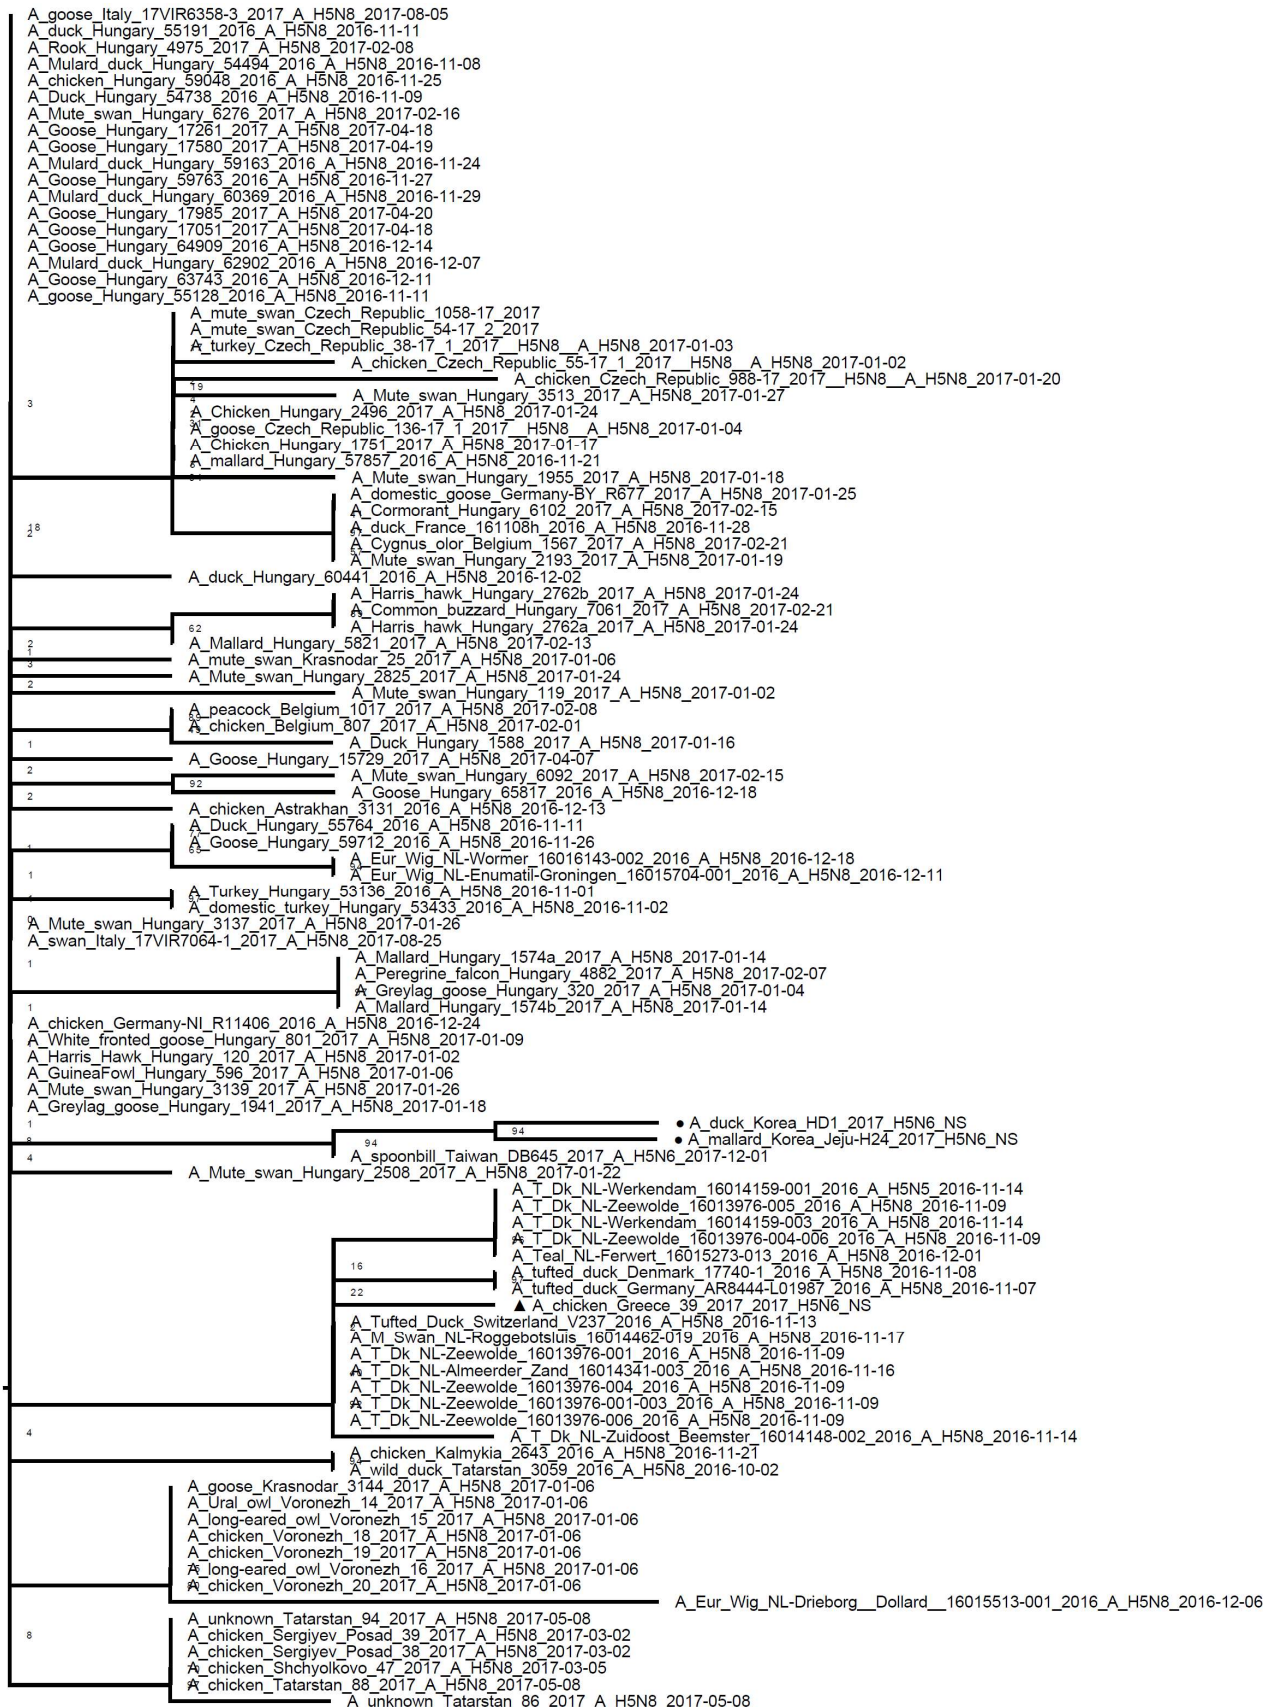 A_goose_Italy_17VIR6358-3_2017_A_H5N8_2017-08-05
A_duck_Hungary_55191_2016_A_H5N8_2016-11-11
A_Rook_Hungary_4975_2017_A_H5N8_2017-02-08
A_Mulard_duck_Hungary_54494_2016_A_H5N8_2016-11-08
A_chicken_Hungary_59048_2016_A_H5N8_2016-11-25
A_Duck_Hungary_54738_2016_A_H5N8_2016-11-09
A_Mute_swan_Hungary_6276_2017_A_H5N8_2017-02-16
A_Goose_Hungary_17261_2017_A_H5N8_2017-04-18
A_Goose_Hungary_17580_2017_A_H5N8_2017-04-19
A_Mulard_duck_Hungary_59163_2016_A_H5N8_2016-11-24
A_Goose_Hungary_59763_2016_A_H5N8_2016-11-27
A_Mulard_duck_Hungary_60369_2016_A_H5N8_2016-11-29
A_Goose_Hungary_17985_2017_A_H5N8_2017-04-20
A_Goose_Hungary_17051_2017_A_H5N8_2017-04-18
A_Goose_Hungary_64909_2016_A_H5N8_2016-12-14
A_Mulard_duck_Hungary_62902_2016_A_H5N8_2016-12-07
A_Goose_Hungary_63743_2016_A_H5N8_2016-12-11
A_goose_Hungary_55128_2016_A_H5N8_2016-11-11
A_mute_swan_Czech_Republic_1058-17_2017
A_mute_swan_Czech_Republic_54-17_2_2017
A_turkey_Czech_Republic_38-17_1_2017__H5N8__A_H5N8_2017-01-03
A_chicken_Czech_Republic_55-17_1_2017__H5N8__A_H5N8_2017-01-02
A_chicken_Czech_Republic_988-17_2017__H5N8__A_H5N8_2017-01-20
19
A_Mute_swan_Hungary_3513_2017_A_H5N8_2017-01-27
4
3
A_Chicken_Hungary_2496_2017_A_H5N8_2017-01-24
A_goose_Czech_Republic_136-17_1_2017__H5N8__A_H5N8_2017-01-04
A_Chicken_Hungary_1751_2017_A_H5N8_2017-01-17
A_mallard_Hungary_57857_2016_A_H5N8_2016-11-21
A_Mute_swan_Hungary_1955_2017_A_H5N8_2017-01-18
A_domestic_goose_Germany-BY_R677_2017_A_H5N8_2017-01-25
A_Cormorant_Hungary_6102_2017_A_H5N8_2017-02-15
18
A_duck_France_161108h_2016_A_H5N8_2016-11-28
2
A_Cygnus_olor_Belgium_1567_2017_A_H5N8_2017-02-21
A_Mute_swan_Hungary_2193_2017_A_H5N8_2017-01-19
A_duck_Hungary_60441_2016_A_H5N8_2016-12-02
A_Harris_hawk_Hungary_2762b_2017_A_H5N8_2017-01-24
A_Common_buzzard_Hungary_7061_2017_A_H5N8_2017-02-21
62
A_Harris_hawk_Hungary_2762a_2017_A_H5N8_2017-01-24
2
A_Mallard_Hungary_5821_2017_A_H5N8_2017-02-13
1
A_mute_swan_Krasnodar_25_2017_A_H5N8_2017-01-06
3
A_Mute_swan_Hungary_2825_2017_A_H5N8_2017-01-24
2
A_Mute_swan_Hungary_119_2017_A_H5N8_2017-01-02
A_peacock_Belgium_1017_2017_A_H5N8_2017-02-08
A_chicken_Belgium_807_2017_A_H5N8_2017-02-01
1
A_Duck_Hungary_1588_2017_A_H5N8_2017-01-16
A_Goose_Hungary_15729_2017_A_H5N8_2017-04-07
2
A_Mute_swan_Hungary_6092_2017_A_H5N8_2017-02-15
92
A_Goose_Hungary_65817_2016_A_H5N8_2016-12-18
2
A_chicken_Astrakhan_3131_2016_A_H5N8_2016-12-13
A_Duck_Hungary_55764_2016_A_H5N8_2016-11-11
A_Goose_Hungary_59712_2016_A_H5N8_2016-11-26
65
A_Eur_Wig_NL-Wormer_16016143-002_2016_A_H5N8_2016-12-18
1
A_Eur_Wig_NL-Enumatil-Groningen_16015704-001_2016_A_H5N8_2016-12-11
A_Turkey_Hungary_53136_2016_A_H5N8_2016-11-01
A_domestic_turkey_Hungary_53433_2016_A_H5N8_2016-11-02
A_Mute_swan_Hungary_3137_2017_A_H5N8_2017-01-26
A_swan_Italy_17VIR7064-1_2017_A_H5N8_2017-08-25
1
A_Mallard_Hungary_1574a_2017_A_H5N8_2017-01-14
A_Peregrine_falcon_Hungary_4882_2017_A_H5N8_2017-02-07
A_Greylag_goose_Hungary_320_2017_A_H5N8_2017-01-04
1
A_Mallard_Hungary_1574b_2017_A_H5N8_2017-01-14
A_chicken_Germany-NI_R11406_2016_A_H5N8_2016-12-24
A_White_fronted_goose_Hungary_801_2017_A_H5N8_2017-01-09
A_Harris_Hawk_Hungary_120_2017_A_H5N8_2017-01-02
A_GuineaFowl_Hungary_596_2017_A_H5N8_2017-01-06
A_Mute_swan_Hungary_3139_2017_A_H5N8_2017-01-26
A_Greylag_goose_Hungary_1941_2017_A_H5N8_2017-01-18
1
● A_duck_Korea_HD1_2017_H5N6_NS
94
8
94
● A_mallard_Korea_Jeju-H24_2017_H5N6_NS
4
A_spoonbill_Taiwan_DB645_2017_A_H5N6_2017-12-01
A_Mute_swan_Hungary_2508_2017_A_H5N8_2017-01-22
A_T_Dk_NL-Werkendam_16014159-001_2016_A_H5N5_2016-11-14
A_T_Dk_NL-Zeewolde_16013976-005_2016_A_H5N8_2016-11-09
A_T_Dk_NL-Werkendam_16014159-003_2016_A_H5N8_2016-11-14
A_T_Dk_NL-Zeewolde_16013976-004-006_2016_A_H5N8_2016-11-09
A_Teal_NL-Ferwert_16015273-013_2016_A_H5N8_2016-12-01
16
A_tufted_duck_Denmark_17740-1_2016_A_H5N8_2016-11-08
22
A_tufted_duck_Germany_AR8444-L01987_2016_A_H5N8_2016-11-07
▲ A_chicken_Greece_39_2017_2017_H5N6_NS
A_Tufted_Duck_Switzerland_V237_2016_A_H5N8_2016-11-13
A_M_Swan_NL-Roggebotsluis_16014462-019_2016_A_H5N8_2016-11-17
A_T_Dk_NL-Zeewolde_16013976-001_2016_A_H5N8_2016-11-09
A_T_Dk_NL-Almeerder_Zand_16014341-003_2016_A_H5N8_2016-11-16
A_T_Dk_NL-Zeewolde_16013976-004_2016_A_H5N8_2016-11-09
A_T_Dk_NL-Zeewolde_16013976-001-003_2016_A_H5N8_2016-11-09
A_T_Dk_NL-Zeewolde_16013976-006_2016_A_H5N8_2016-11-09
4
A_T_Dk_NL-Zuidoost_Beemster_16014148-002_2016_A_H5N8_2016-11-14
A_chicken_Kalmykia_2643_2016_A_H5N8_2016-11-21
A_wild_duck_Tatarstan_3059_2016_A_H5N8_2016-10-02
A_goose_Krasnodar_3144_2017_A_H5N8_2017-01-06
A_Ural_owl_Voronezh_14_2017_A_H5N8_2017-01-06
A_long-eared_owl_Voronezh_15_2017_A_H5N8_2017-01-06
A_chicken_Voronezh_18_2017_A_H5N8_2017-01-06
A_chicken_Voronezh_19_2017_A_H5N8_2017-01-06
A_long-eared_owl_Voronezh_16_2017_A_H5N8_2017-01-06
A_chicken_Voronezh_20_2017_A_H5N8_2017-01-06
A_Eur_Wig_NL-Drieborg__Dollard__16015513-001_2016_A_H5N8_2016-12-06
A_unknown_Tatarstan_94_2017_A_H5N8_2017-05-08
8
A_chicken_Sergiyev_Posad_39_2017_A_H5N8_2017-03-02
A_chicken_Sergiyev_Posad_38_2017_A_H5N8_2017-03-02
A_chicken_Shchyolkovo_47_2017_A_H5N8_2017-03-05
A_chicken_Tatarstan_88_2017_A_H5N8_2017-05-08
A_unknown_Tatarstan_86_2017_A_H5N8_2017-05-08